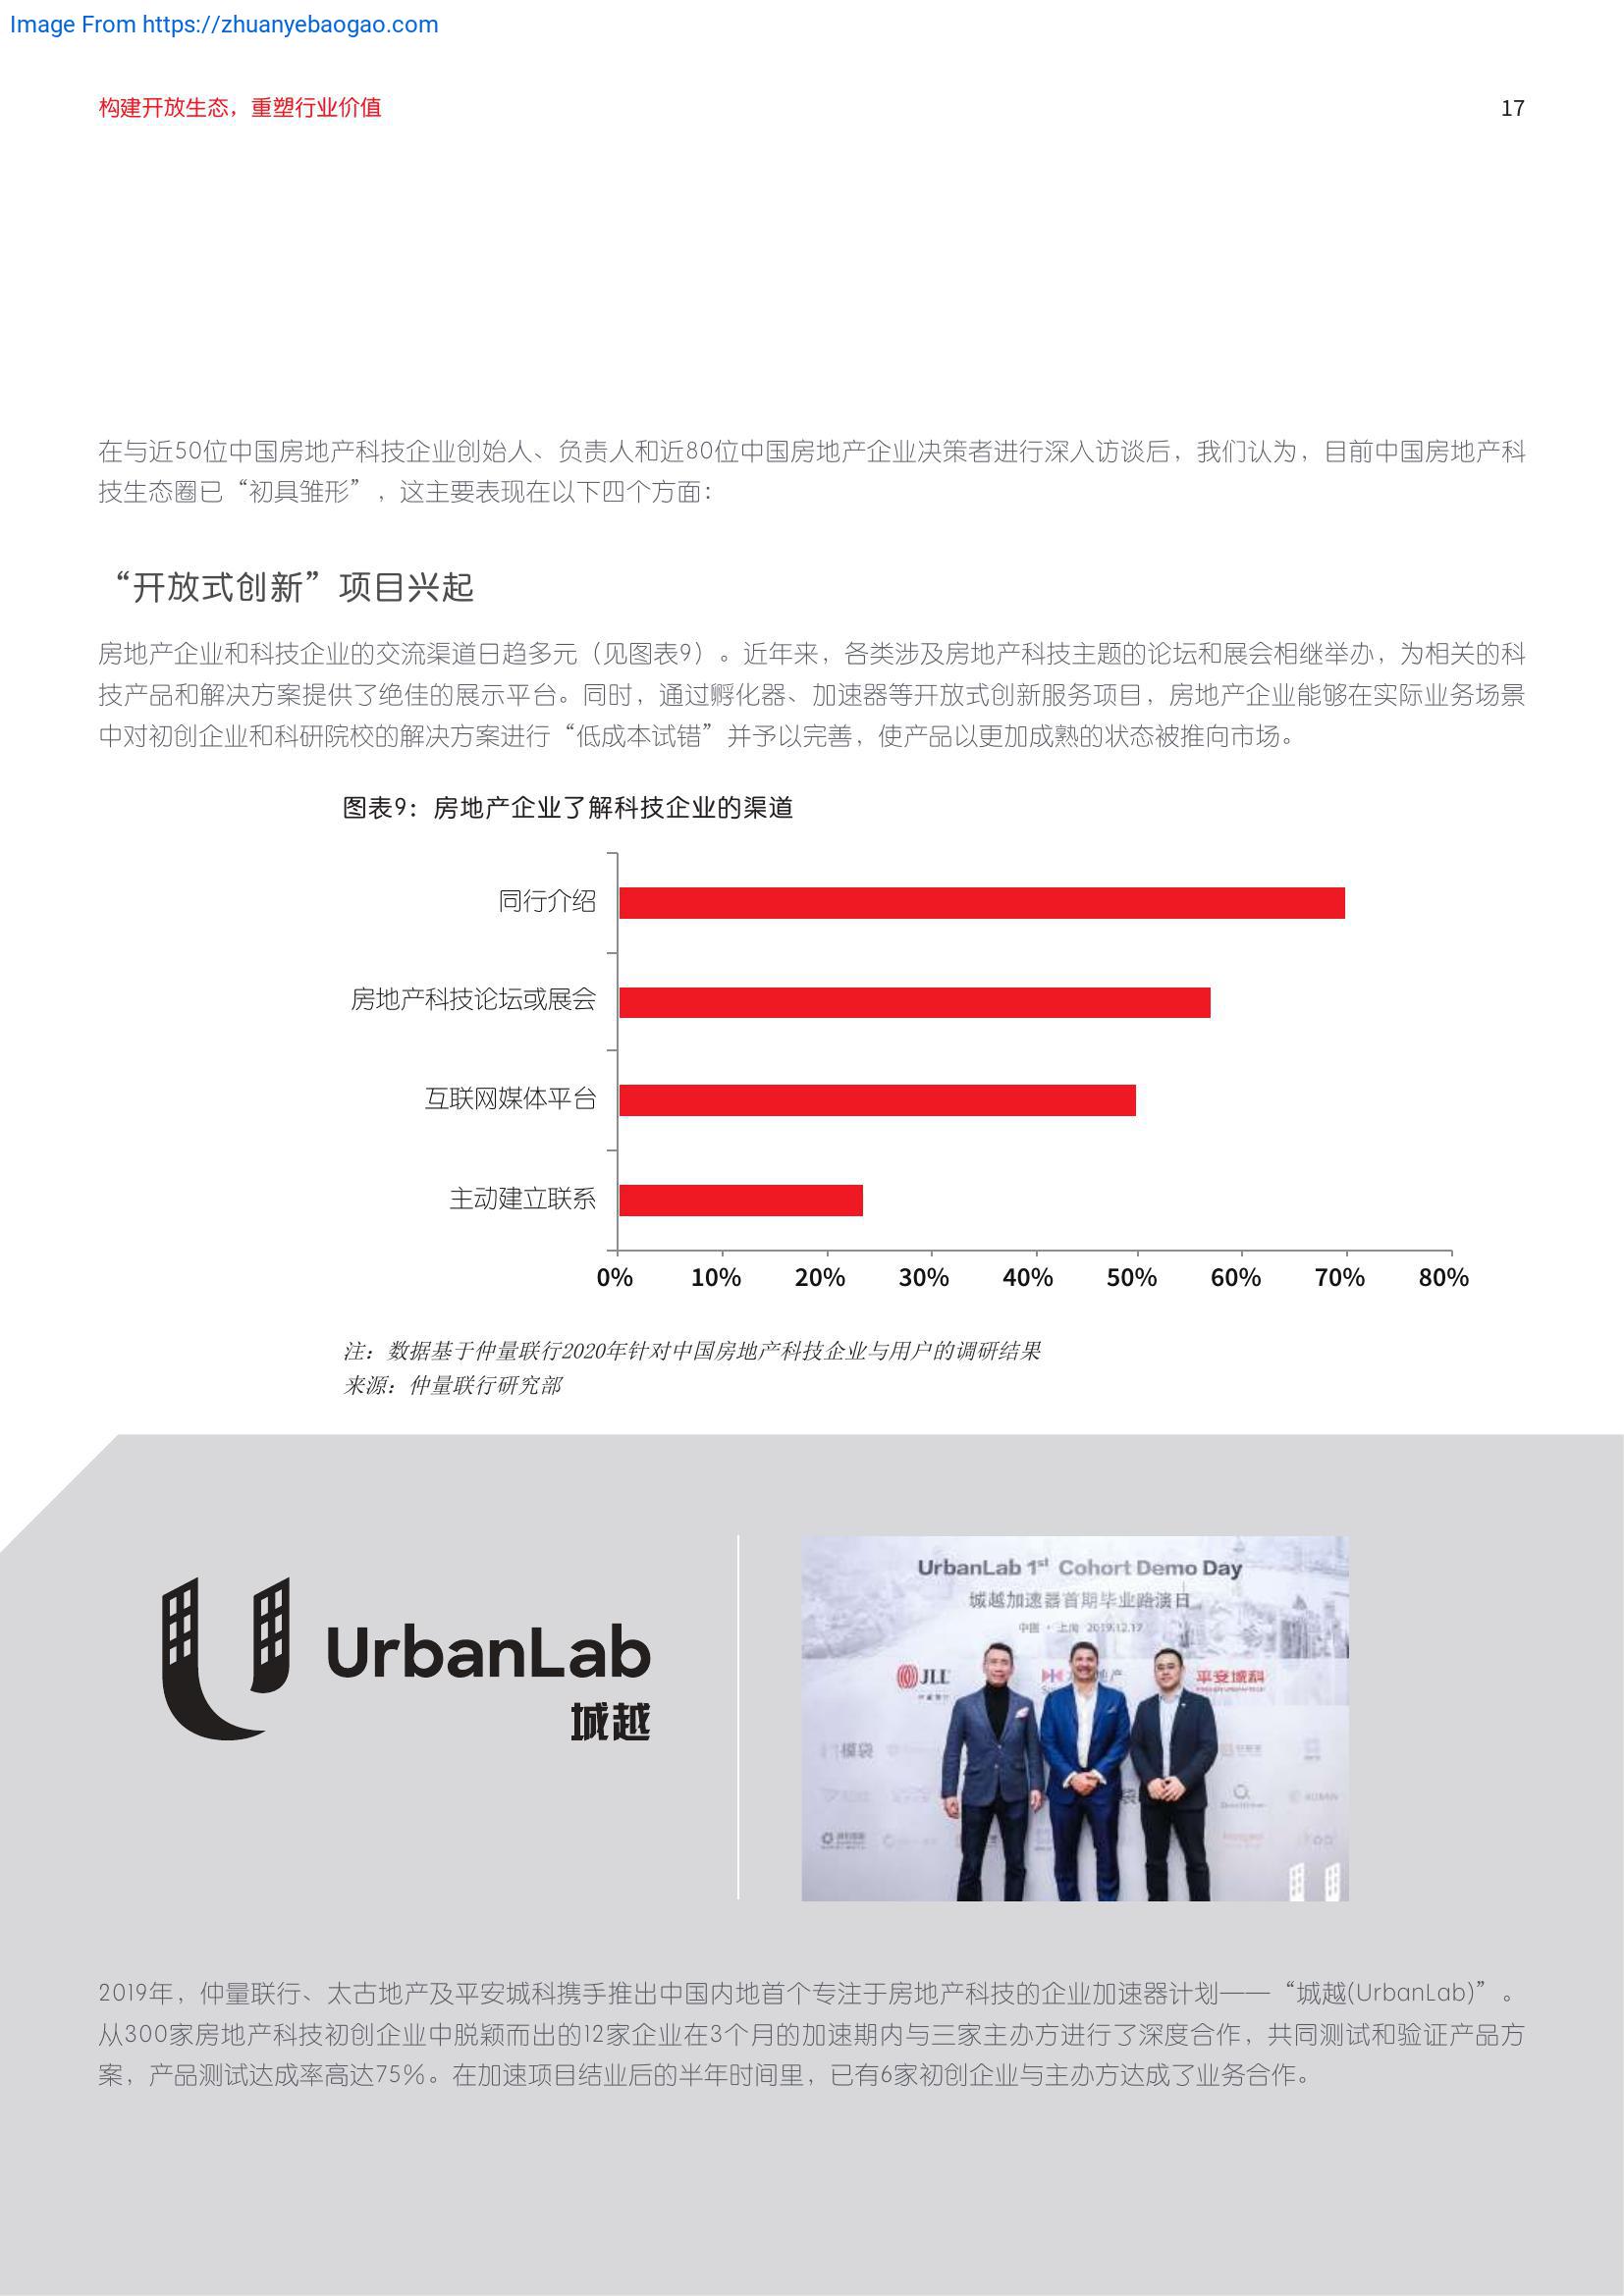 Image From https://zhuanyebaogao.com
构建开放生态，重塑行业价值
17
在与近50位中国房地产科技企业创始人、负责人和近80位中国房地产企业决策者进行深入访谈后，我们认为，目前中国房地产科
技生态圈已“初具雏形”，这主要表现在以下四个方面：
“开放式创新”项目兴起
房地产企业和科技企业的交流渠道日趋多元（见图表9）。近年来，各类涉及房地产科技主题的论坛和展会相继举办，为相关的科
技产品和解决方案提供了绝佳的展示平台。同时，通过孵化器、加速器等开放式创新服务项目，房地产企业能够在实际业务场景
中对初创企业和科研院校的解决方案进行“低成本试错”并予以完善，使产品以更加成熟的状态被推向市场。
图表9：房地产企业了解科技企业的渠道
同行介绍
房地产科技论坛或展会
互联网媒体平台
主动建立联系
0% 10% 20% 30% 40% 50% 60% 70% 80%
注：数据基于仲量联行2020年针对中国房地产科技企业与用户的调研结果
来源：仲量联行研究部
UrbanLab
城越
UrbanLab 1st Cohort Demo Day
城越加速器首期毕业路演日
中国·上海 2019.12.17
JLL
平安城科
模袋
2019年，仲量联行、太古地产及平安城科携手推出中国内地首个专注于房地产科技的企业加速器计划——“城越(UrbanLab)”。
从300家房地产科技初创企业中脱颖而出的12家企业在3个月的加速期内与三家主办方进行了深度合作，共同测试和验证产品方
案，产品测试达成率高达75%。在加速项目结业后的半年时间里，已有6家初创企业与主办方达成了业务合作。